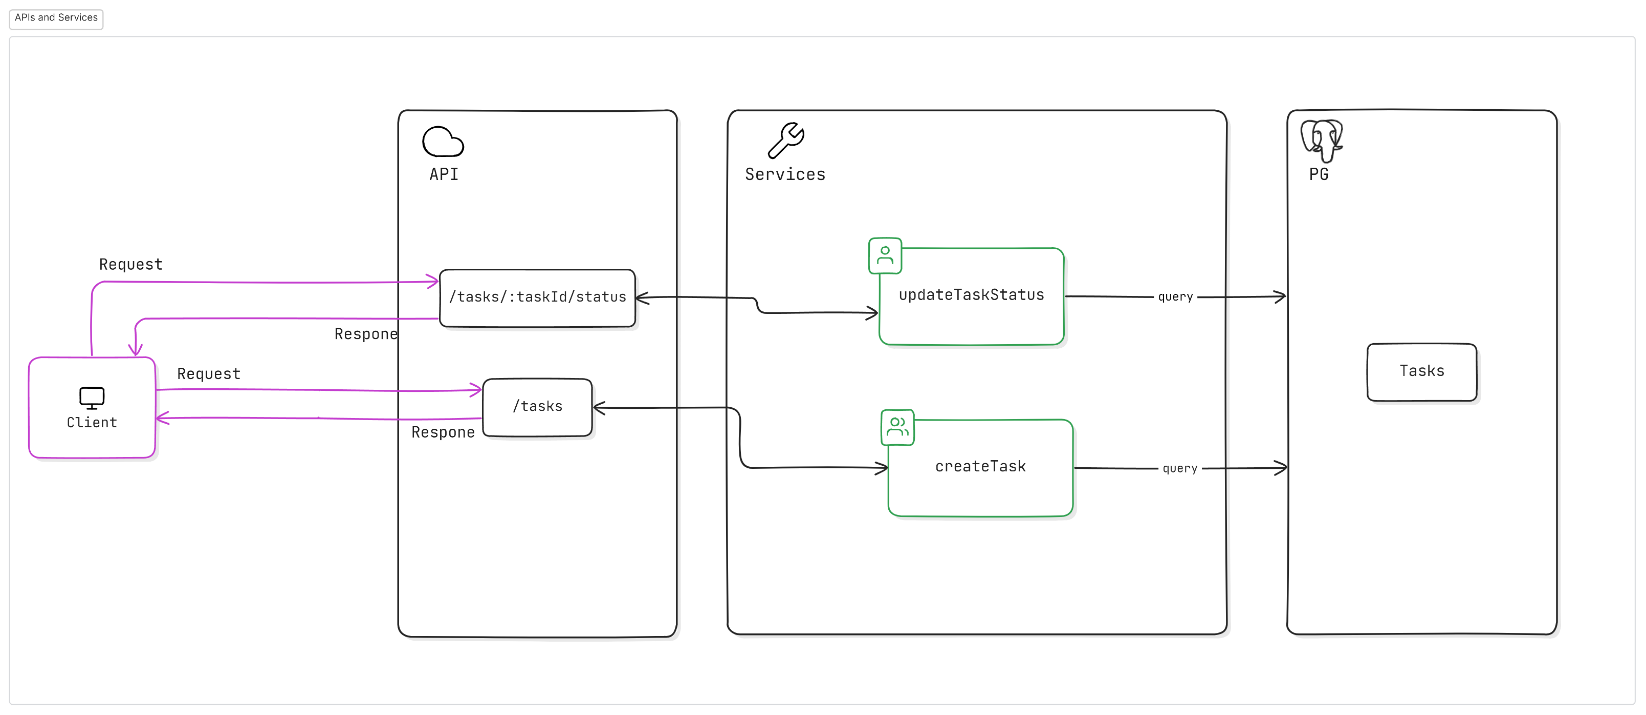 APIs and Services
API
Services
PG
Request
/tasks/:taskId/status
updateTaskStatus
query
Respone
Request
Tasks
Client
/tasks
Respone
createTask
query